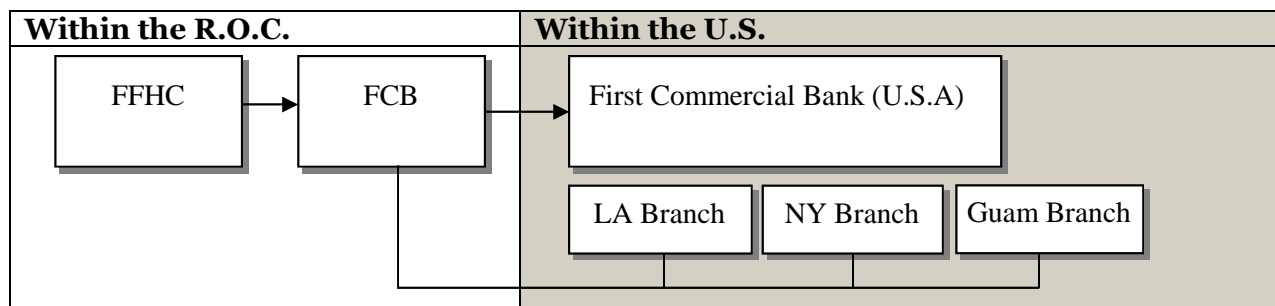 Within the R.O.C.
Within the U.S.
FFHC
FCB
First Commercial Bank (U.S.A)
LA Branch
NY Branch
Guam Branch